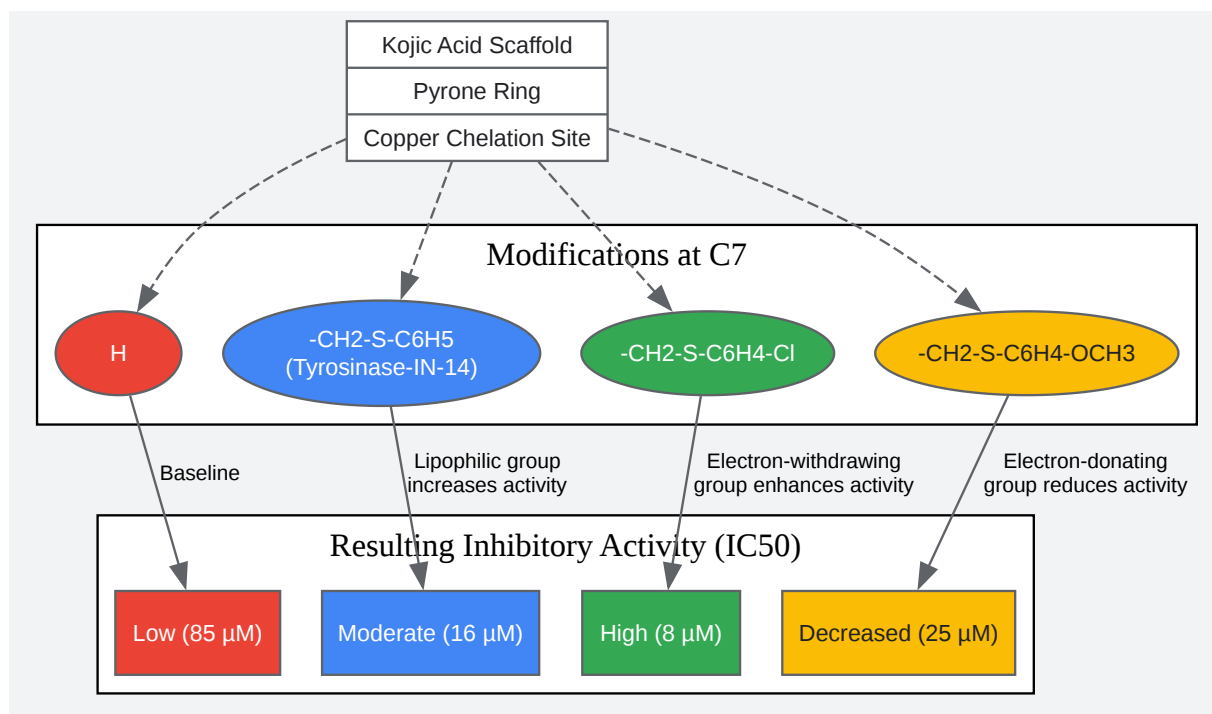 Kojic Acid Scaffold
Pyrone Ring
Copper Chelation Site
Modifications at C7
H
-CH2-S-C6H5
(Tyrosinase-IN-14)
-CH2-S-C6H4-Cl
-CH2-S-C6H4-OCH3
Baseline
Lipophilic group
increases activity
Electron-withdrawing
group enhances activity
Electron-donating
group reduces activity
Resulting Inhibitory Activity (IC50)
Low (85 µM)
Moderate (16 µM)
High (8 µM)
Decreased (25 µM)